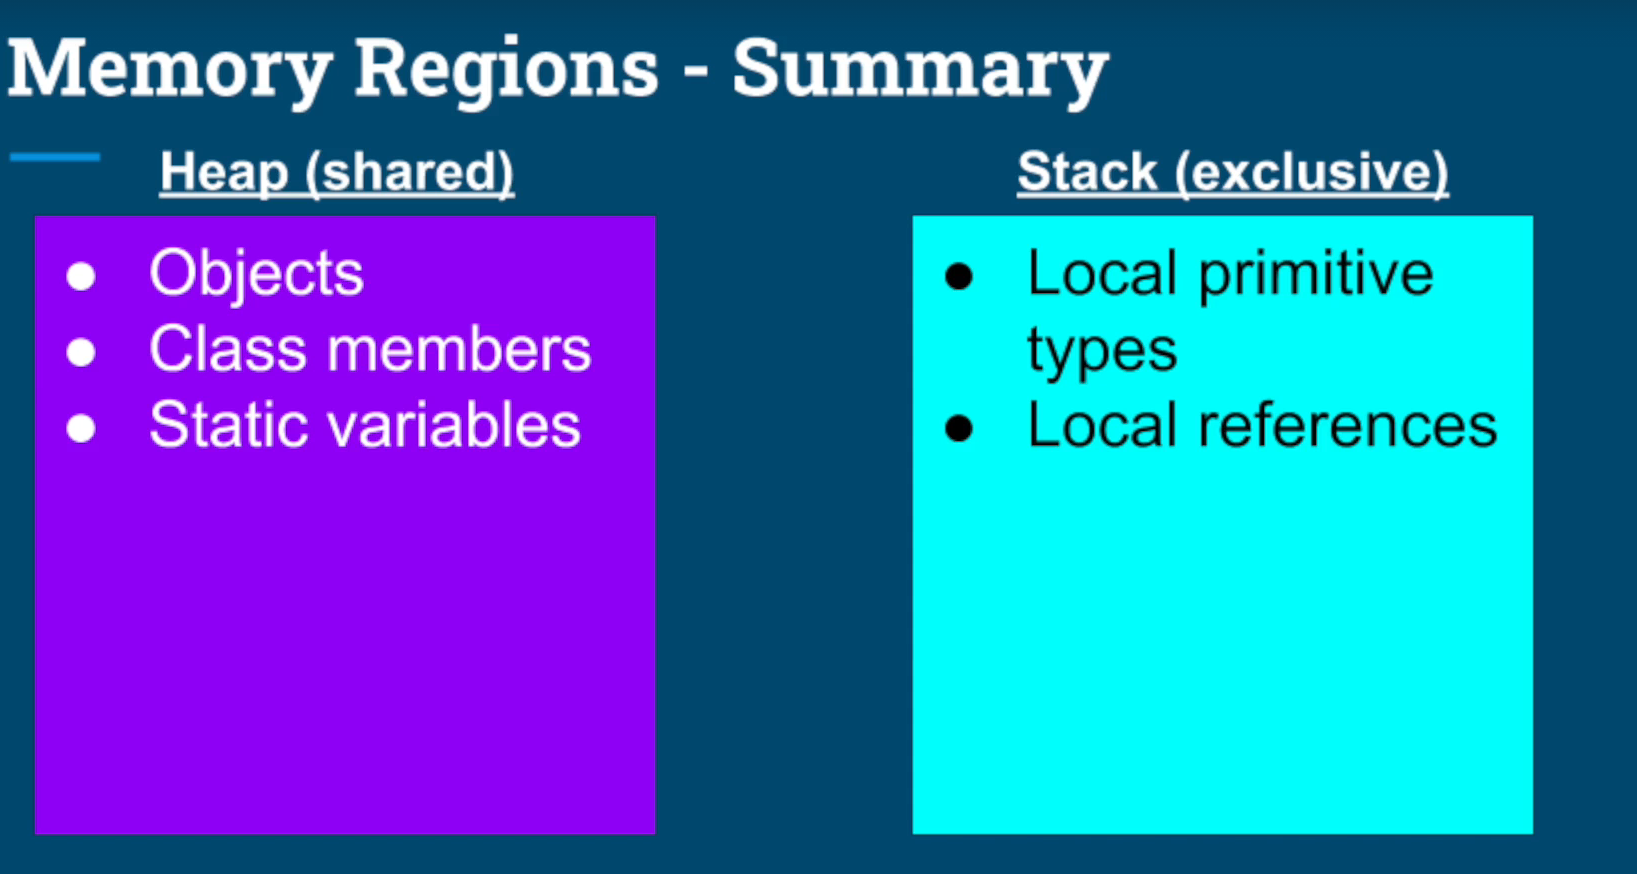 Memory Regions - Summary
Heap (shared)
● Objects
● Class members
● Static variables
Stack (exclusive)
● Local primitive
types
● Local references